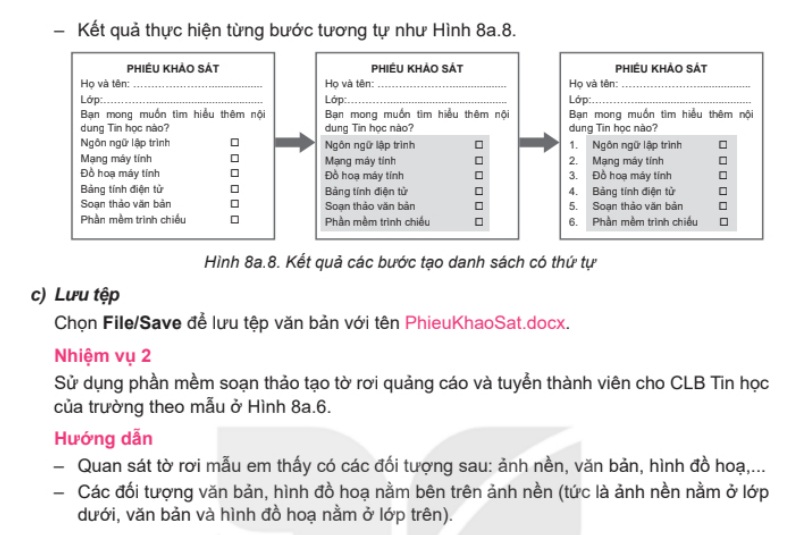 – Kết quả thực hiện từng bước tương tự như Hình 8a.8.
PHIẾU KHẢO SÁT
Họ và tên: ........................................
Lớp:................................................
Bạn mong muốn tìm hiểu thêm nội
dung Tin học nào?
Ngôn ngữ lập trình □
Mạng máy tính □
Đồ hoạ máy tính □
Bảng tính điện tử □
Soạn thảo văn bản □
Phần mềm trình chiếu □
PHIẾU KHẢO SÁT
Họ và tên: ........................................
Lớp:................................................
Bạn mong muốn tìm hiểu thêm nội
dung Tin học nào?
Ngôn ngữ lập trình □
Mạng máy tính □
Đồ hoạ máy tính □
Bảng tính điện tử □
Soạn thảo văn bản □
Phần mềm trình chiếu □
PHIẾU KHẢO SÁT
Họ và tên: ........................................
Lớp:................................................
Bạn mong muốn tìm hiểu thêm nội
dung Tin học nào?
1. Ngôn ngữ lập trình □
2. Mạng máy tính □
3. Đồ hoạ máy tính □
4. Bảng tính điện tử □
5. Soạn thảo văn bản □
6. Phần mềm trình chiếu □
Hình 8a.8. Kết quả các bước tạo danh sách có thứ tự
c) Lưu tệp
Chọn File/Save để lưu tệp văn bản với tên PhieuKhaoSat.docx.
Nhiệm vụ 2
Sử dụng phần mềm soạn thảo tạo tờ rơi quảng cáo và tuyển thành viên cho CLB Tin học
của trường theo mẫu ở Hình 8a.6.
Hướng dẫn
– Quan sát tờ rơi mẫu em thấy có các đối tượng sau: ảnh nền, văn bản, hình đồ hoạ,...
– Các đối tượng văn bản, hình đồ hoạ nằm bên trên ảnh nền (tức là ảnh nền nằm ở lớp
dưới, văn bản và hình đồ hoạ nằm ở lớp trên).